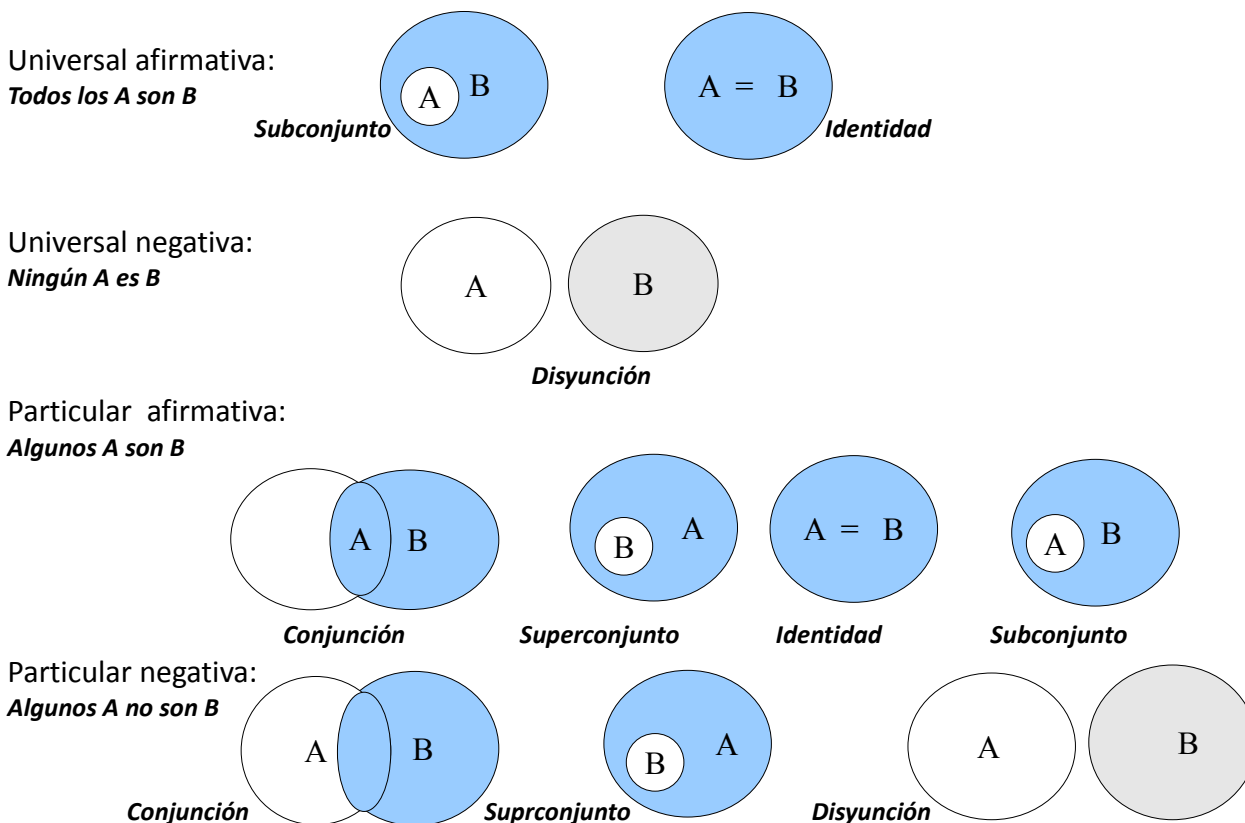 Universal afirmativa:
Todos los A son B
A B
Subconjunto
A = B
Identidad
Universal negativa:
Ningún A es B
A
B
Disyunción
Particular afirmativa:
Algunos A son B
A B
B A
A = B
A B
Conjunción
Superconjunto
Identidad
Subconjunto
Particular negativa:
Algunos A no son B
A B
B A
A
B
Conjunción
Suprconjunto
Disyunción